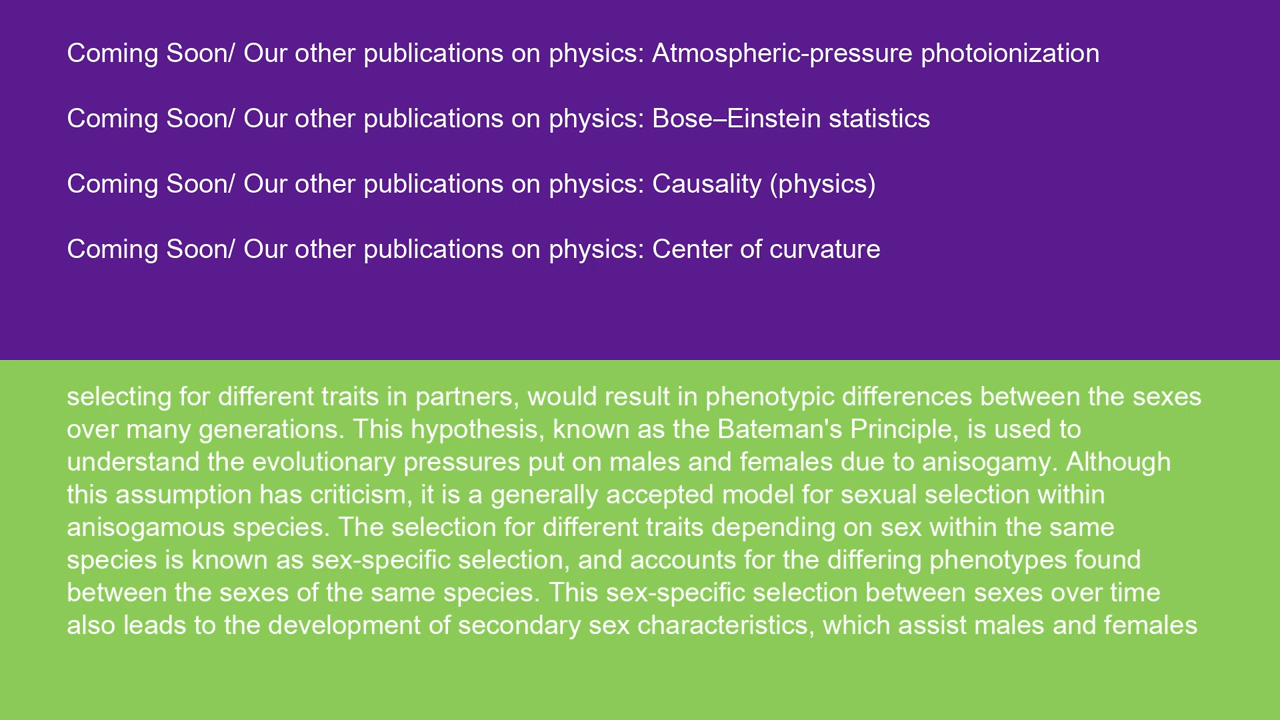 Coming Soon/ Our other publications on physics: Atmospheric-pressure photoionization
Coming Soon/ Our other publications on physics: Bose–Einstein statistics
Coming Soon/ Our other publications on physics: Causality (physics)
Coming Soon/ Our other publications on physics: Center of curvature
selecting for different traits in partners, would result in phenotypic differences between the sexes
over many generations. This hypothesis, known as the Bateman's Principle, is used to
understand the evolutionary pressures put on males and females due to anisogamy. Although
this assumption has criticism, it is a generally accepted model for sexual selection within
anisogamous species. The selection for different traits depending on sex within the same
species is known as sex-specific selection, and accounts for the differing phenotypes found
between the sexes of the same species. This sex-specific selection between sexes over time
also leads to the development of secondary sex characteristics, which assist males and females